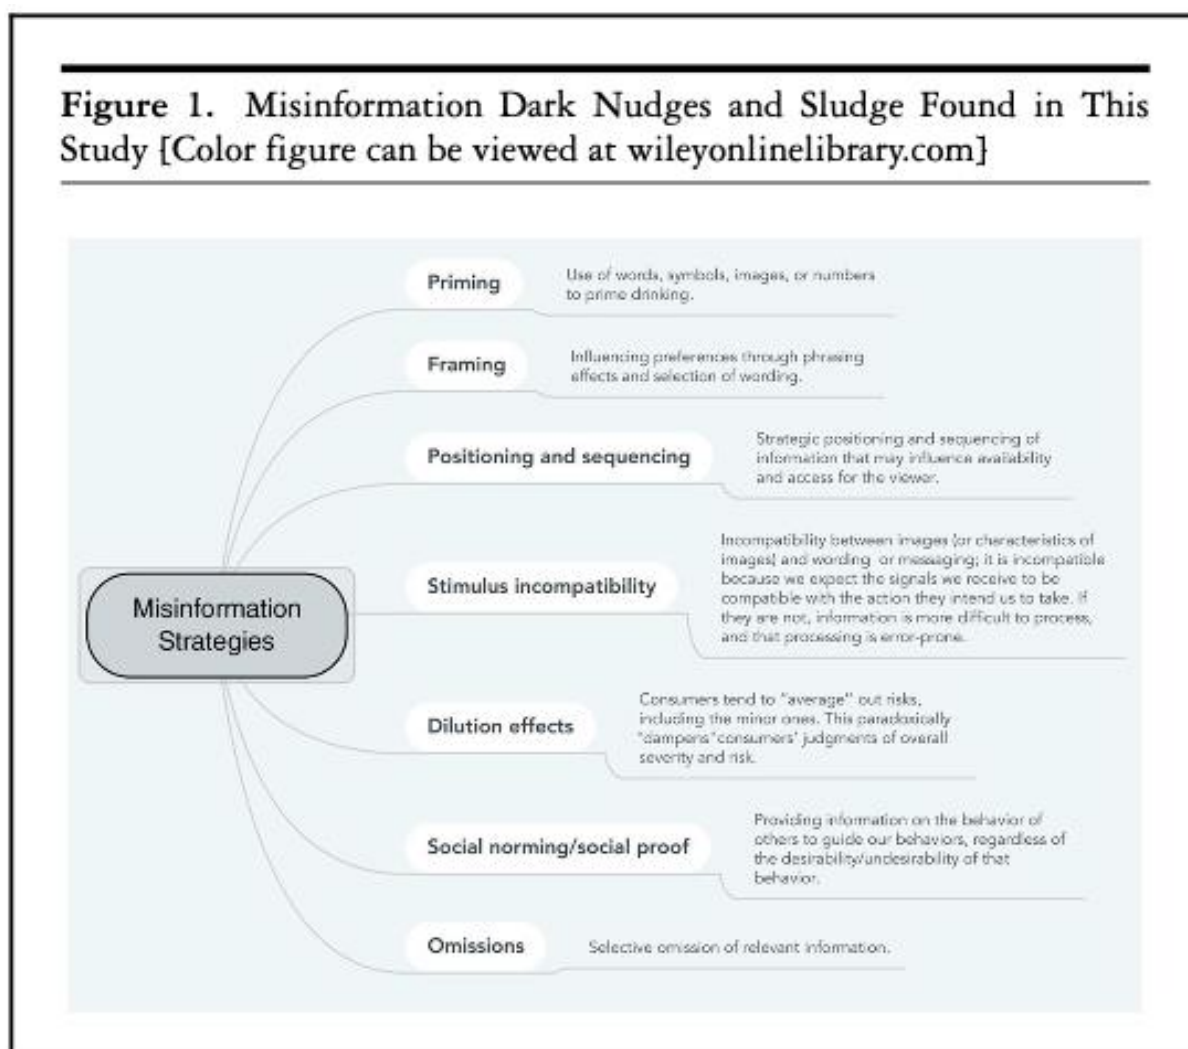 Figure 1. Misinformation Dark Nudges and Sludge Found in This
Study [Color figure can be viewed at wileyonlinelibrary.com]
Priming
Use of words, symbols, images, or numbers
to prime drinking.
Framing
Influencing preferences through phrasing
effects and selection of wording.
Positioning and sequencing
Strategic positioning and sequencing of
information that may influence availability
and access for the viewer.
Misinformation
Strategies
Stimulus incompatibility
Incompatibility between images (or characteristics of
images) and wording or messaging; it is incompatible
because we expect the signals we receive to be
compatible with the action they intend us to take. If
they are not, information is more difficult to process,
and that processing is error-prone.
Dilution effects
Consumers tend to "average" out risks,
including the minor ones. This paradoxically
"dampens"consumers' judgments of overall
severity and risk.
Social norming/social proof
Providing information on the behavior of
others to guide our behaviors, regardless of
the desirability/undesirability of that
behavior.
Omissions
Selective omission of relevant information.